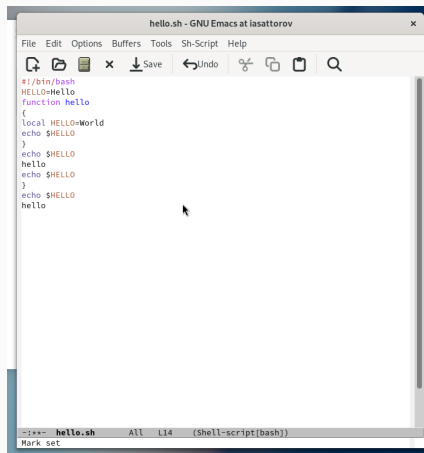 hello.sh - GNU Emacs at iasattorov ×
File Edit Options Buffers Tools Sh-Script Help
Save Undo
#!/bin/bash
HELLO=Hello
function hello
{
local HELLO=World
echo $HELLO
}
echo $HELLO
hello
echo $HELLO
}
echo $HELLO
hello
-:**- hello.sh All L14 (Shell-script[bash])
Mark set